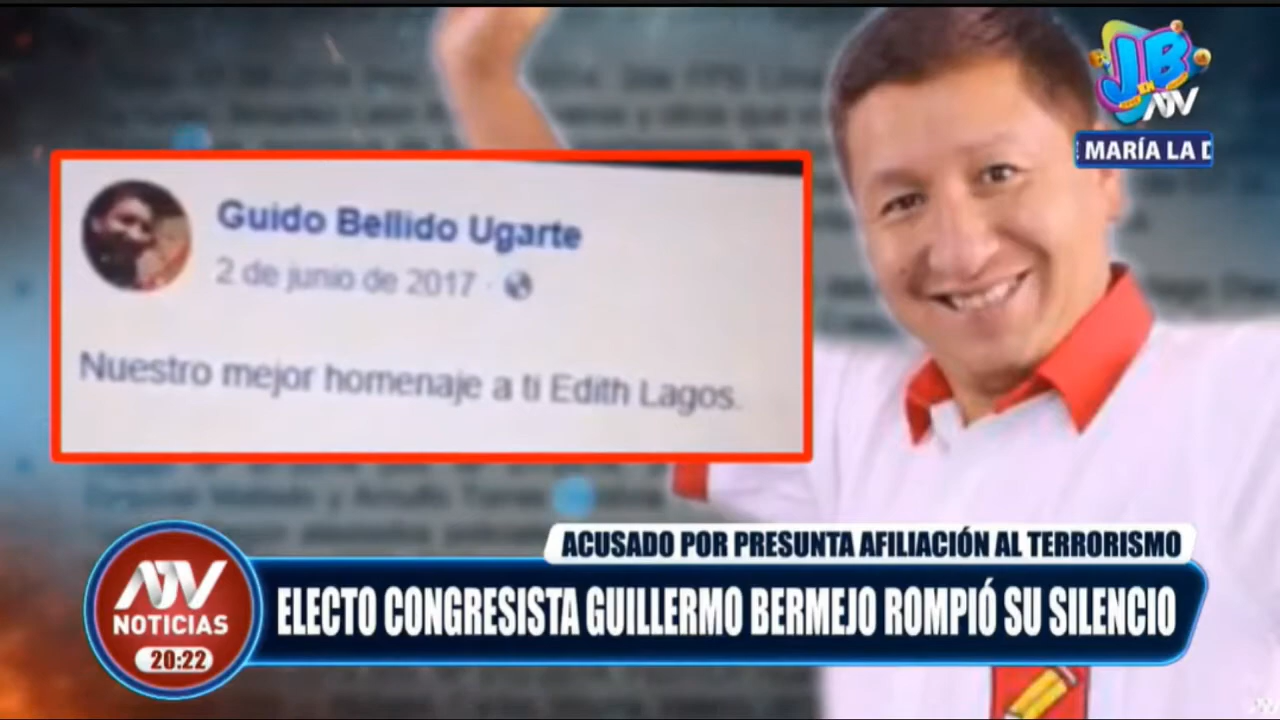 JB
EN
ATV
MARÍA LA D
Guido Bellido Ugarte
2 de junio de 2017 ·
Nuestro mejor homenaje a ti Edith Lagos.
ACUSADO POR PRESUNTA AFILIACIÓN AL TERRORISMO
ELECTO CONGRESISTA GUILLERMO BERMEJO ROMPIÓ SU SILENCIO
ATV
NOTICIAS
20:22